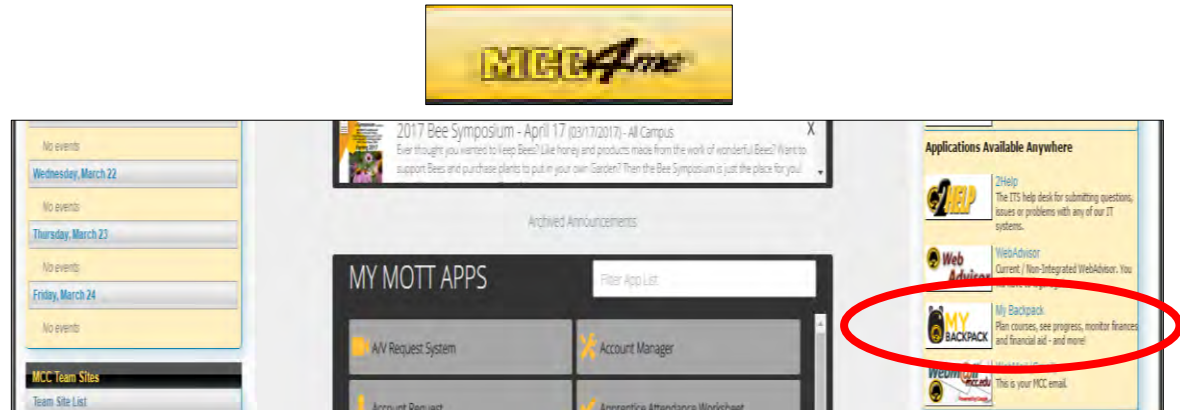 MCC4me
No events
Wednesday, March 22
No events
Thursday, March 23
No events
Friday, March 24
No events
MCC Team Sites
Team Site List
2017 Bee Symposium - April 17 (03/17/2017) - All Campus
X
Ever thought you wanted to keep Bees? Like honey and products made from the work of wonderful Bees? Want to
support Bees and purchase plants to put in your own Garden? Then the Bee Symposium is just the place for you!
Archived Announcements
MY MOTT APPS
Filter App List
A/V Request System
Account Manager
Account Request
Apprentice Attendance Worksheet
Applications Available Anywhere
2HELP
2Help
The ITS help desk for submitting questions,
issues or problems with any of our IT
systems.
Web
Advisor
WebAdvisor
Current / Non-Integrated WebAdvisor. You
MY
BACKPACK
My Backpack
Plan courses, see progress, monitor finances
and financial aid - and more!
mcc.edu
This is your MCC email.